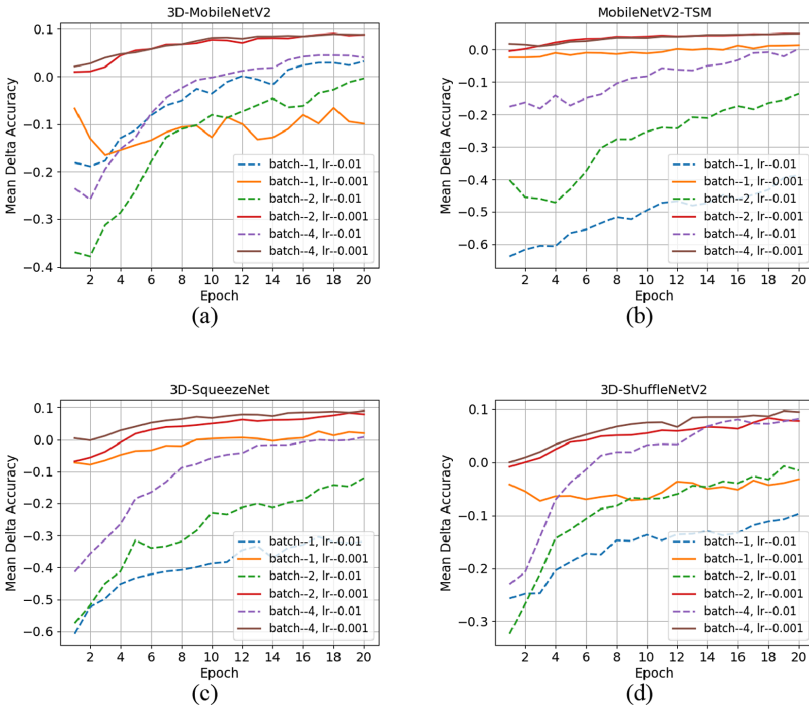 3D-MobileNetV2
Mean Delta Accuracy
0.1
0.0
−0.1
−0.2
−0.3
−0.4
batch--1, lr--0.01
batch--1, lr--0.001
batch--2, lr--0.01
batch--2, lr--0.001
batch--4, lr--0.01
batch--4, lr--0.001
2 4 6 8 10 12 14 16 18 20
Epoch
(a)
MobileNetV2-TSM
Mean Delta Accuracy
0.0
−0.1
−0.2
−0.3
−0.4
−0.5
−0.6
batch--1, lr--0.01
batch--1, lr--0.001
batch--2, lr--0.01
batch--2, lr--0.001
batch--4, lr--0.01
batch--4, lr--0.001
2 4 6 8 10 12 14 16 18 20
Epoch
(b)
3D-SqueezeNet
Mean Delta Accuracy
0.1
0.0
−0.1
−0.2
−0.3
−0.4
−0.5
−0.6
batch--1, lr--0.01
batch--1, lr--0.001
batch--2, lr--0.01
batch--2, lr--0.001
batch--4, lr--0.01
batch--4, lr--0.001
2 4 6 8 10 12 14 16 18 20
Epoch
(c)
3D-ShuffleNetV2
Mean Delta Accuracy
0.1
0.0
−0.1
−0.2
−0.3
batch--1, lr--0.01
batch--1, lr--0.001
batch--2, lr--0.01
batch--2, lr--0.001
batch--4, lr--0.01
batch--4, lr--0.001
2 4 6 8 10 12 14 16 18 20
Epoch
(d)